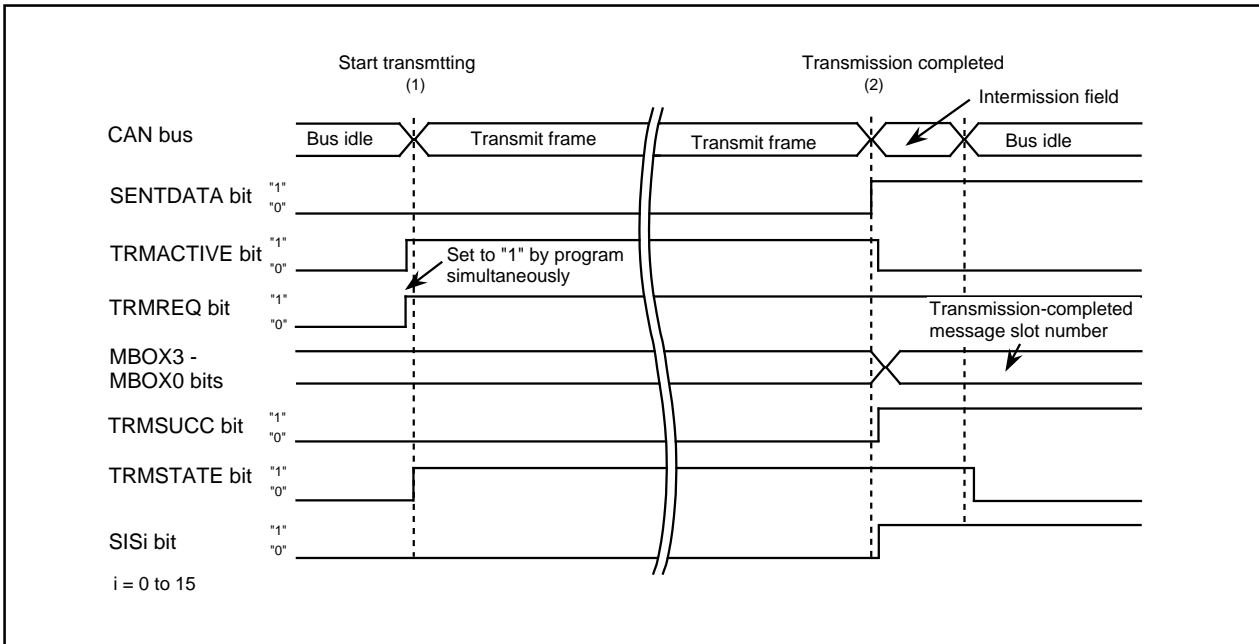 Start transmtting
(1)
Transmission completed
(2)
Intermission field
CAN bus
Bus idle
Transmit frame
Transmit frame
Bus idle
SENTDATA bit
"1"
"0"
TRMACTIVE bit
"1"
"0"
Set to "1" by program
simultaneously
TRMREQ bit
"1"
"0"
Transmission-completed
message slot number
MBOX3 -
MBOX0 bits
TRMSUCC bit
"1"
"0"
TRMSTATE bit
"1"
"0"
SISi bit
"1"
"0"
i = 0 to 15